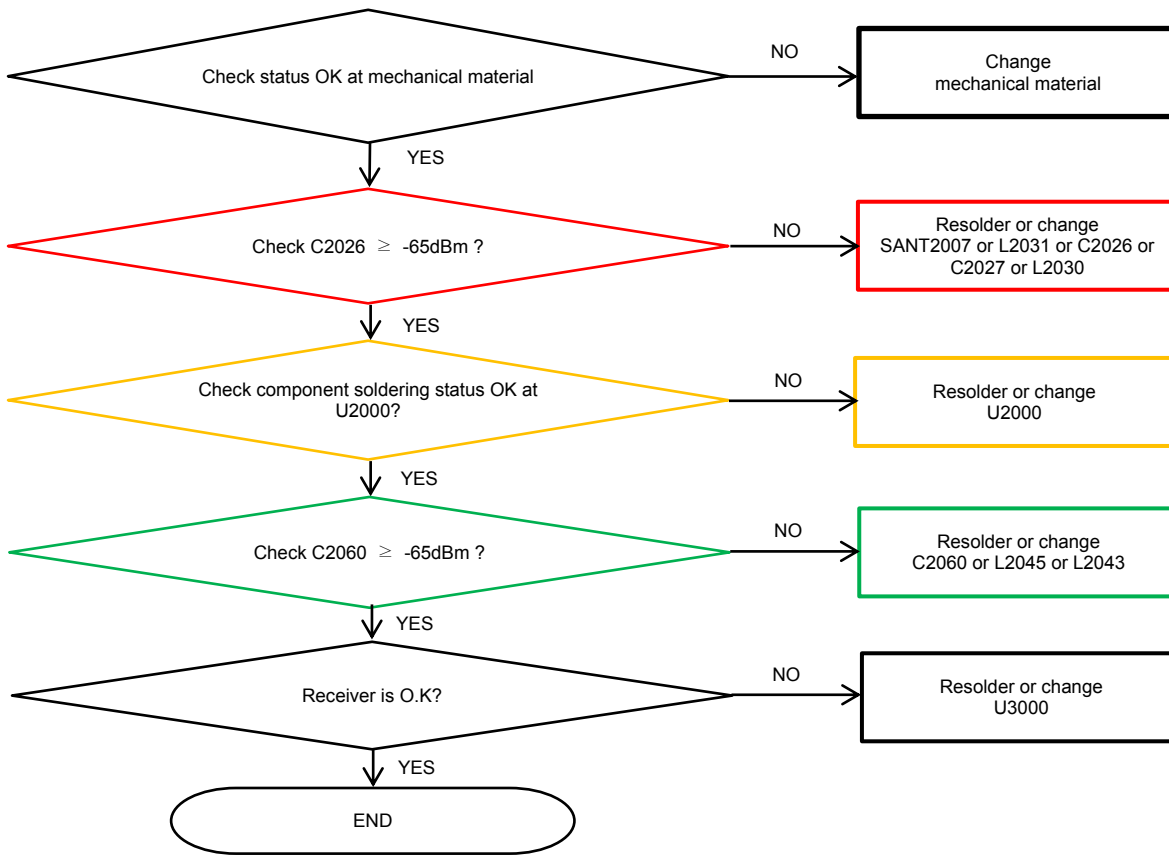 Check status OK at mechanical material
NO
Change
mechanical material
YES
Check C2026 ≥ -65dBm ?
NO
Resolder or change
SANT2007 or L2031 or C2026 or
C2027 or L2030
YES
Check component soldering status OK at
U2000?
NO
Resolder or change
U2000
YES
Check C2060 ≥ -65dBm ?
NO
Resolder or change
C2060 or L2045 or L2043
YES
Receiver is O.K?
NO
Resolder or change
U3000
YES
END